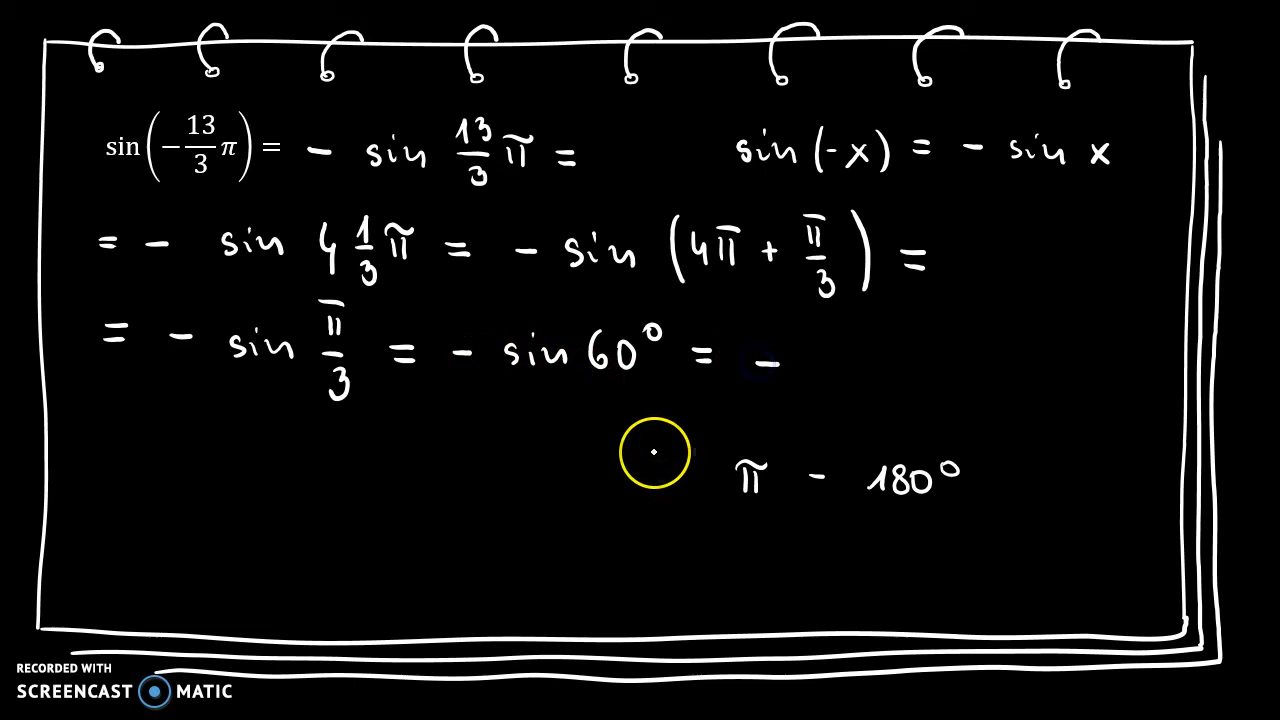 sin(−13/3 π) = - sin 13/3 π = sin (-x) = - sin x
= - sin 4 1/3 π = - sin (4π + π/3) =
= - sin π/3 = - sin 60° = -
π - 180°
RECORDED WITH
SCREENCAST MATIC